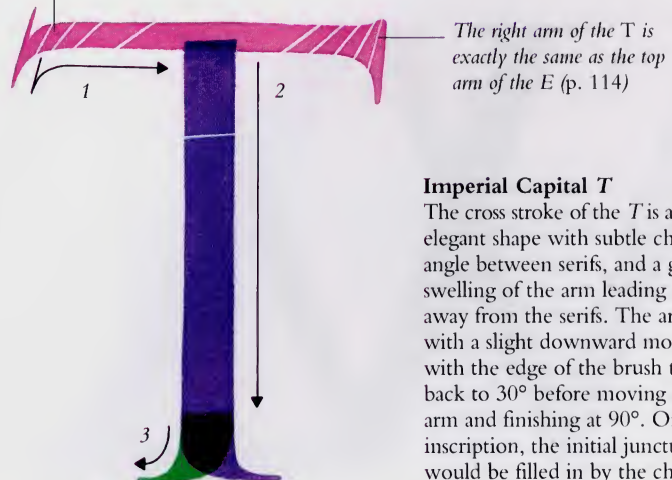 The right arm of the T is
exactly the same as the top
arm of the E (p. 114)
1
2
3
Imperial Capital T
The cross stroke of the T is a
elegant shape with subtle ch
angle between serifs, and a g
swelling of the arm leading
away from the serifs. The ar
with a slight downward mo
with the edge of the brush t
back to 30° before moving
arm and finishing at 90°. O
inscription, the initial junctu
would be filled in by the ch